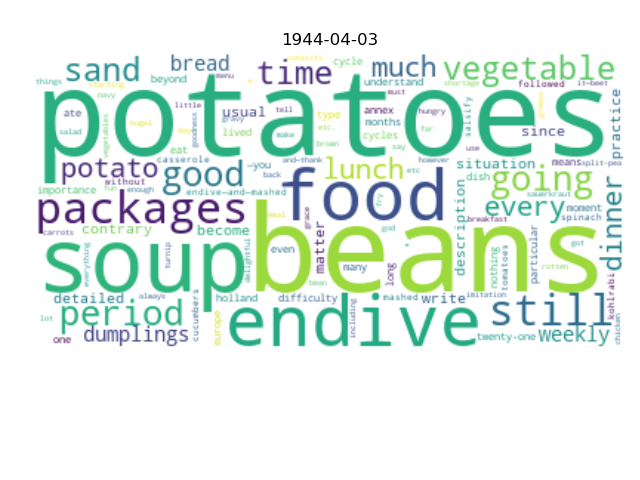 1944-04-03
sand bread beyond cycle time much understand vegetable
things menu shortage followed it-beet
potatoes
navy little type must hungry
ate usual annex since practice
salad vegetables sugar day goodness gravy tell lived months cycles say far salsify
eat make brown use
potato casserole good —you and—thank lunch however etc situation means split-pea
without back food dish going
importance fun enough endive—and—mashed try sauerkraut
packages meal grace every moment
contrary become god breakfast spinach
carrots matter description
soup beans
everything turnip delightful even many long nothing tomatoes particular got dinner
bean rotten
detailed always holland difficulty mashed write imitation kohlrabi
lot period cucumbers europe endive including still
one dumplings twenty-one weekly chicken